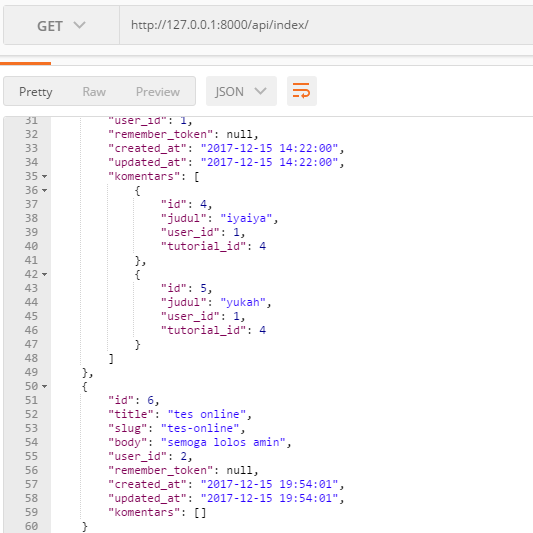 GET http://127.0.0.1:8000/api/index/
Pretty Raw Preview JSON
31 "user_id": 1,
32 "remember_token": null,
33 "created_at": "2017-12-15 14:22:00",
34 "updated_at": "2017-12-15 14:22:00",
35 "komentars": [
36 {
37 "id": 4,
38 "judul": "iyaiya",
39 "user_id": 1,
40 "tutorial_id": 4
41 },
42 {
43 "id": 5,
44 "judul": "yukah",
45 "user_id": 1,
46 "tutorial_id": 4
47 }
48 ]
49 },
50 {
51 "id": 6,
52 "title": "tes online",
53 "slug": "tes-online",
54 "body": "semoga lolos amin",
55 "user_id": 2,
56 "remember_token": null,
57 "created_at": "2017-12-15 19:54:01",
58 "updated_at": "2017-12-15 19:54:01",
59 "komentars": []
60 }